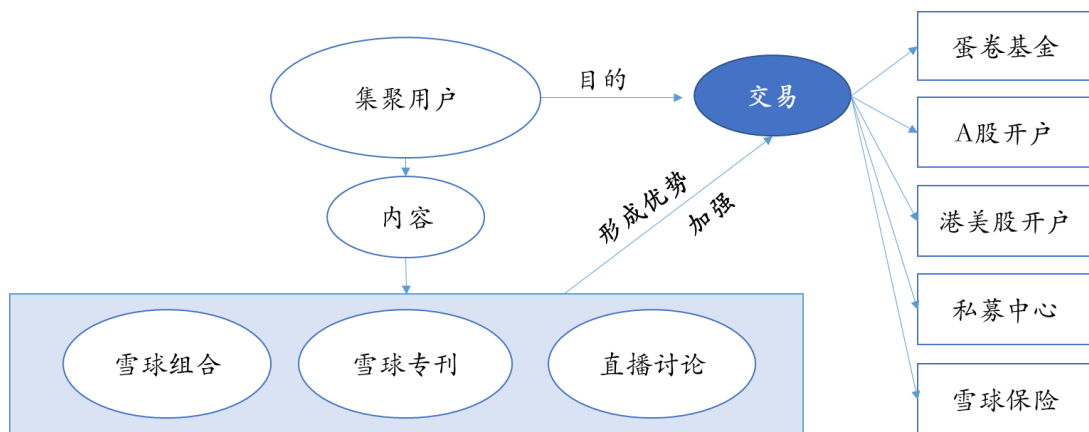 集聚用户
目的
交易
蛋卷基金
A股开户
港美股开户
私募中心
雪球保险
内容
形成优势
加强
雪球组合
雪球专刊
直播讨论